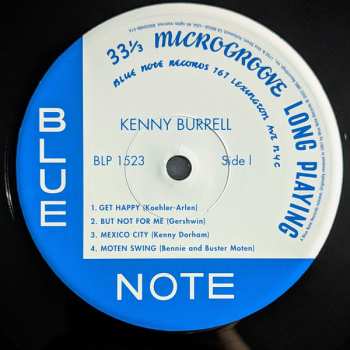 33⅓ MICROGROOVE LONG PLAYING
BLUE NOTE RECORDS 767 LEXINGTON AVE NYC
KENNY BURRELL
BLP 1523 Side 1
1. GET HAPPY (Koehler-Arlen)
2. BUT NOT FOR ME (Gershwin)
3. MEXICO CITY (Kenny Dorham)
4. MOTEN SWING (Bennie and Buster Moten)
BLUE
NOTE